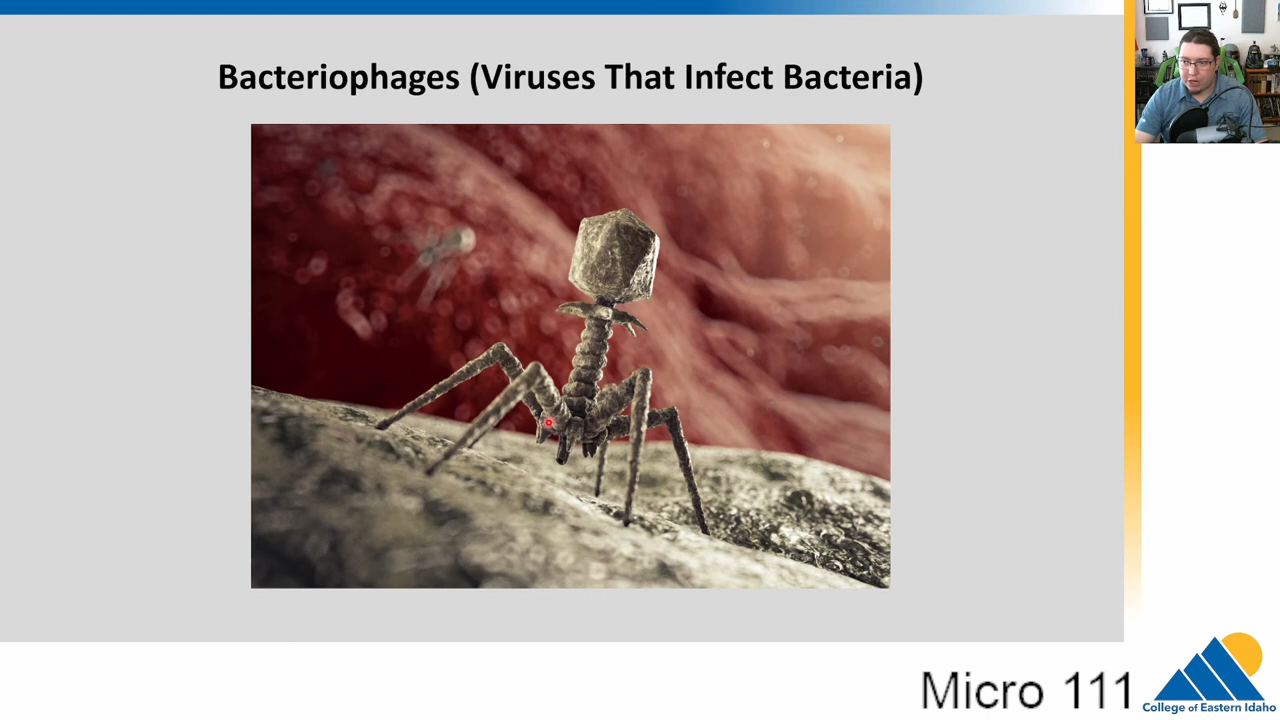 Bacteriophages (Viruses That Infect Bacteria)
Micro 111
College of Eastern Idaho